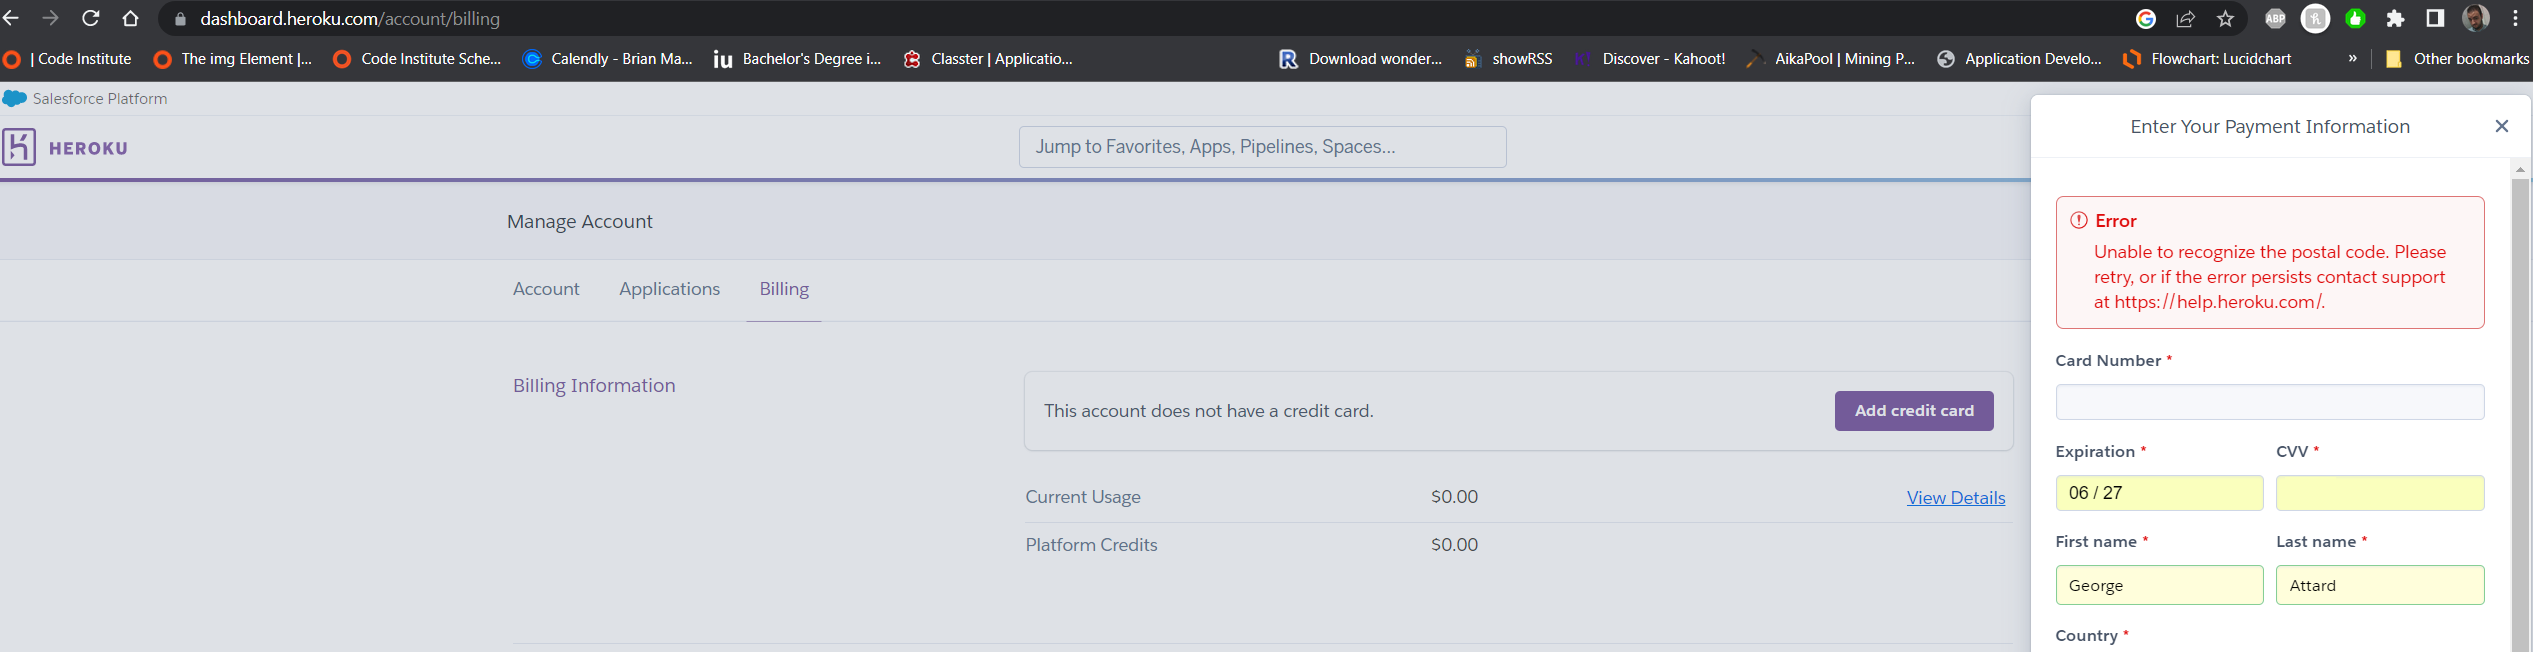 dashboard.heroku.com/account/billing
ABP
| Code Institute
The img Element |...
Code Institute Sche...
Calendly - Brian Ma...
iu Bachelor's Degree i...
Classter | Applicatio...
R Download wonder...
showRSS
K! Discover - Kahoot!
AikaPool | Mining P...
Application Develo...
Flowchart: Lucidchart
»
Other bookmarks
Salesforce Platform
HEROKU
Jump to Favorites, Apps, Pipelines, Spaces...
Manage Account
Account
Applications
Billing
Billing Information
This account does not have a credit card.
Add credit card
Current Usage
$0.00
View Details
Platform Credits
$0.00
Enter Your Payment Information
Error
Unable to recognize the postal code. Please
retry, or if the error persists contact support
at https://help.heroku.com/.
Card Number *
Expiration *
CVV *
06 / 27
First name *
Last name *
George
Attard
Country *